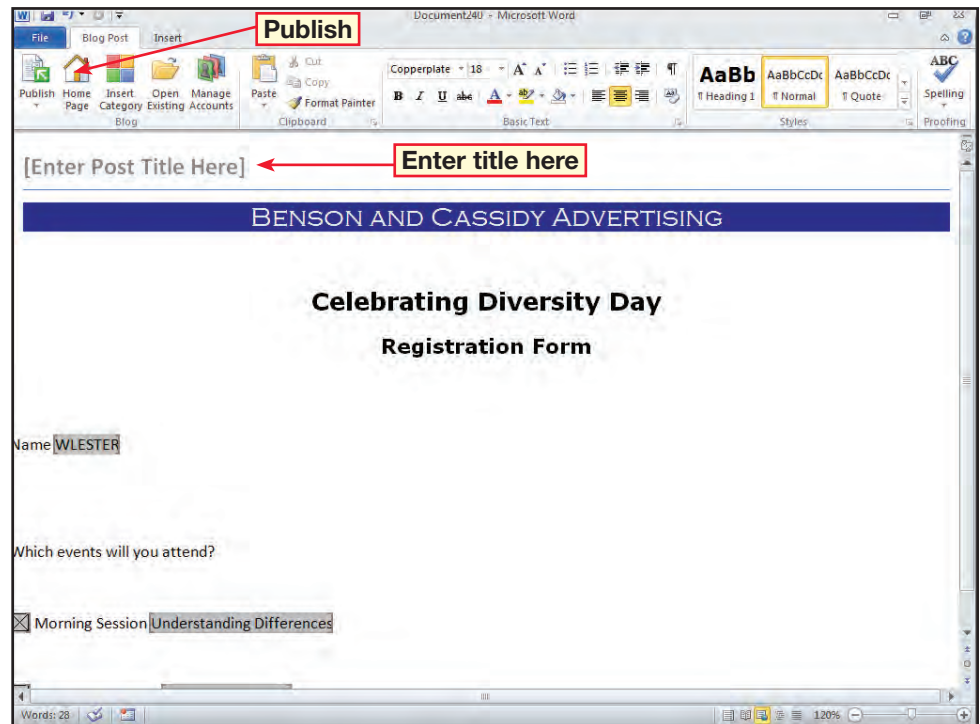 Document240 - Microsoft Word
File Blog Post Insert
Publish
Publish Home Page Insert Category Open Existing Manage Accounts
Blog
Paste Cut Copy Format Painter
Clipboard
Copperplate 18
B I U abc A ab A
Basic Text
AaBb AaBbCcDc AaBbCcDc
¶ Heading 1 ¶ Normal ¶ Quote
Styles
ABC
Spelling
Proofing
[Enter Post Title Here]
Enter title here
BENSON AND CASSIDY ADVERTISING
Celebrating Diversity Day
Registration Form
Name WLESTER
Which events will you attend?
Morning Session Understanding Differences
Words: 28
120%